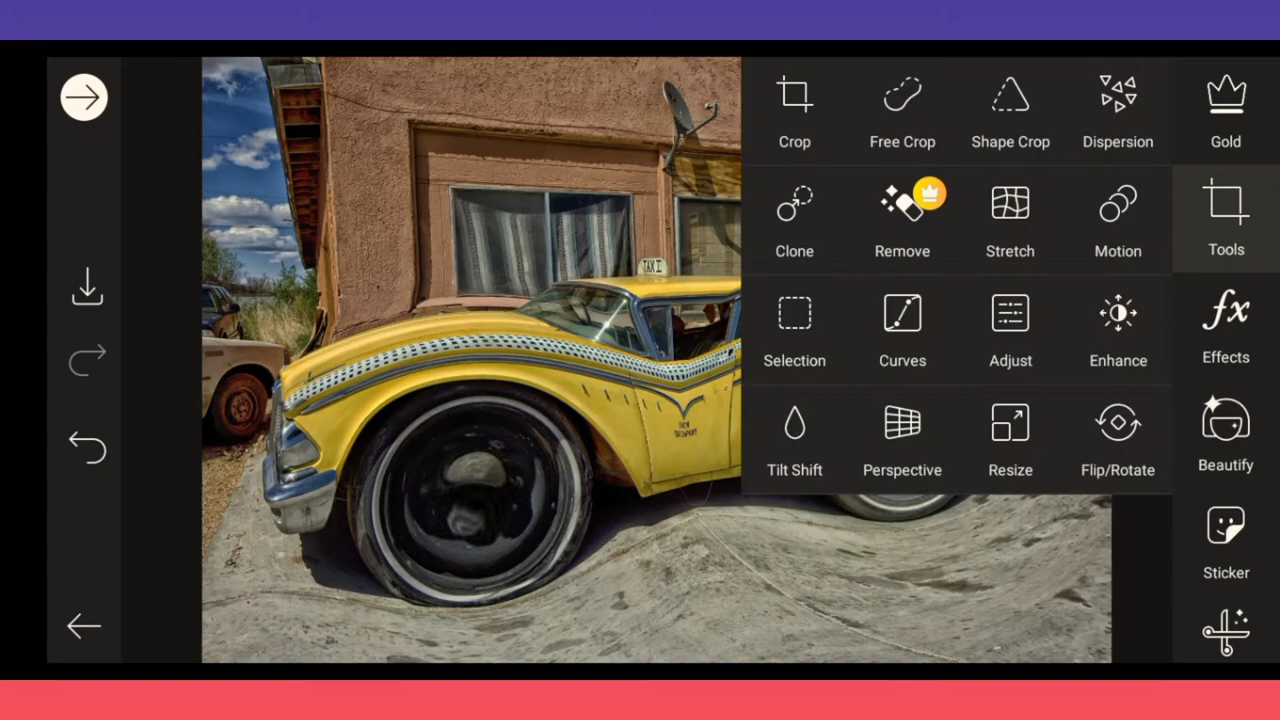 Crop Free Crop Shape Crop Dispersion Gold
Clone Remove Stretch Motion Tools
Selection Curves Adjust Enhance Effects
Tilt Shift Perspective Resize Flip/Rotate Beautify
Sticker
fx
TAXI